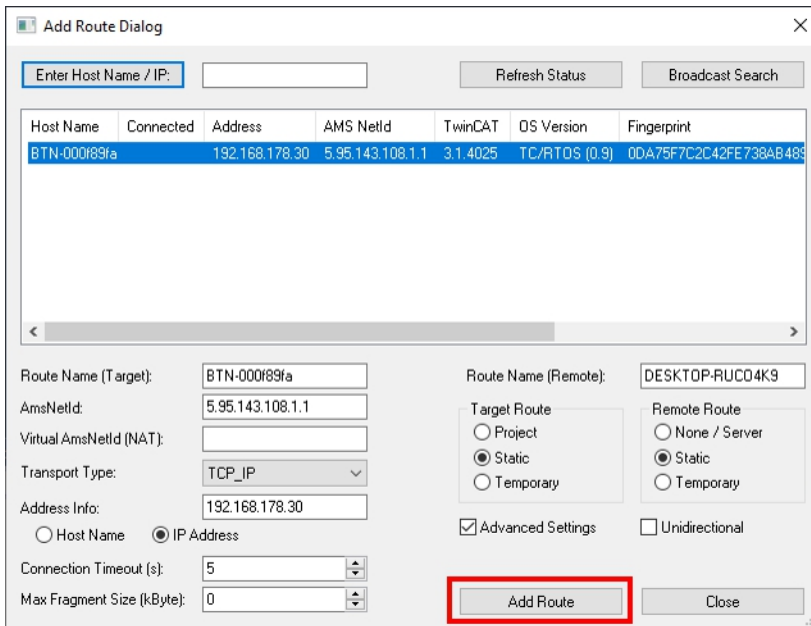 Add Route Dialog
Enter Host Name / IP: Refresh Status Broadcast Search
Host Name Connected Address AMS NetId TwinCAT OS Version Fingerprint
BTN-000f89fa 192.168.178.30 5.95.143.108.1.1 3.1.4025 TC/RTOS (0.9) 0DA75F7C2C42FE738AB489
Route Name (Target): BTN-000f89fa Route Name (Remote): DESKTOP-RUCO4K9
AmsNetId: 5.95.143.108.1.1 Target Route Remote Route
Virtual AmsNetId (NAT): Project None / Server
Transport Type: TCP_IP Static Static
Address Info: 192.168.178.30 Temporary Temporary
Host Name IP Address Advanced Settings Unidirectional
Connection Timeout (s): 5
Max Fragment Size (kByte): 0 Add Route Close